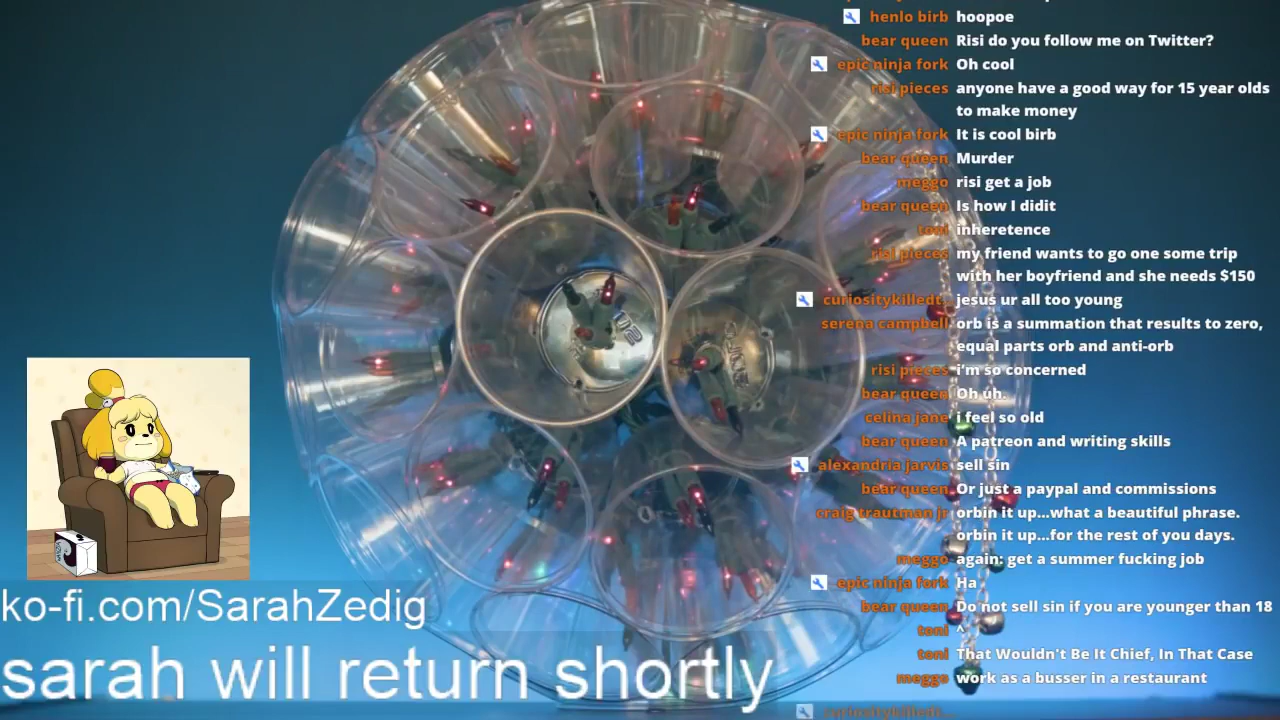 henlo birb hoopoe
bear queen Risi do you follow me on Twitter?
epic ninja fork Oh cool
risi pieces anyone have a good way for 15 year olds
to make money
epic ninja fork It is cool birb
bear queen Murder
meggo risi get a job
bear queen Is how I didit
toni inheretence
risi pieces my friend wants to go one some trip
with her boyfriend and she needs $150
curiositykilledt... jesus ur all too young
serena campbell orb is a summation that results to zero,
equal parts orb and anti-orb
risi pieces i'm so concerned
bear queen Oh uh.
celina jane i feel so old
bear queen A patreon and writing skills
alexandria jarvis sell sin
bear queen Or just a paypal and commissions
craig trautman jr orbin it up...what a beautiful phrase.
orbin it up...for the rest of you days.
meggo again: get a summer fucking job
epic ninja fork Ha
bear queen Do not sell sin if you are younger than 18
toni ^
toni That Wouldn't Be It Chief, In That Case
meggo work as a busser in a restaurant
ko-fi.com/SarahZedig
sarah will return shortly